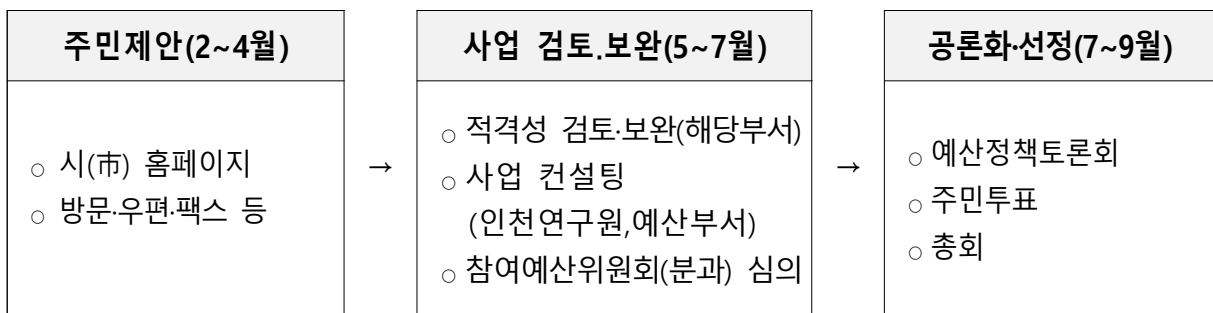 주민제안(2~4월)
○ 시(市) 홈페이지
○ 방문·우편·팩스 등
→
사업 검토.보완(5~7월)
○ 적격성 검토·보완(해당부서)
○ 사업 컨설팅
(인천연구원,예산부서)
○ 참여예산위원회(분과) 심의
→
공론화·선정(7~9월)
○ 예산정책토론회
○ 주민투표
○ 총회